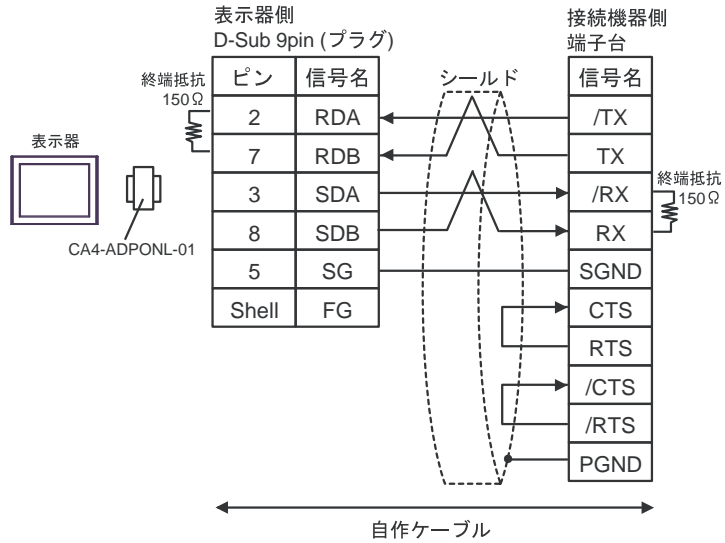 表示器側
D-Sub 9pin (プラグ)
接続機器側
端子台
終端抵抗
150Ω
ピン 信号名
シールド
信号名
2 RDA
/TX
7 RDB
TX
表示器
3 SDA
/RX
終端抵抗
150Ω
8 SDB
RX
CA4-ADPONL-01
5 SG
SGND
Shell FG
CTS
RTS
/CTS
/RTS
PGND
自作ケーブル